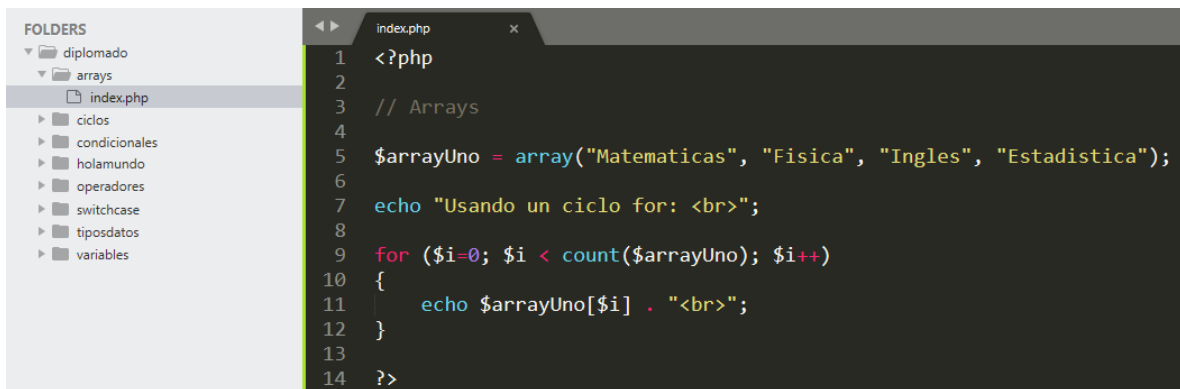 FOLDERS
diplomado
arrays
index.php
ciclos
condicionales
holamundo
operadores
switchcase
tiposdatos
variables
index.php ×
1 <?php
2
3 // Arrays
4
5 $arrayUno = array("Matematicas", "Fisica", "Ingles", "Estadistica");
6
7 echo "Usando un ciclo for: <br>";
8
9 for ($i=0; $i < count($arrayUno); $i++)
10 {
11     echo $arrayUno[$i] . "<br>";
12 }
13
14 ?>